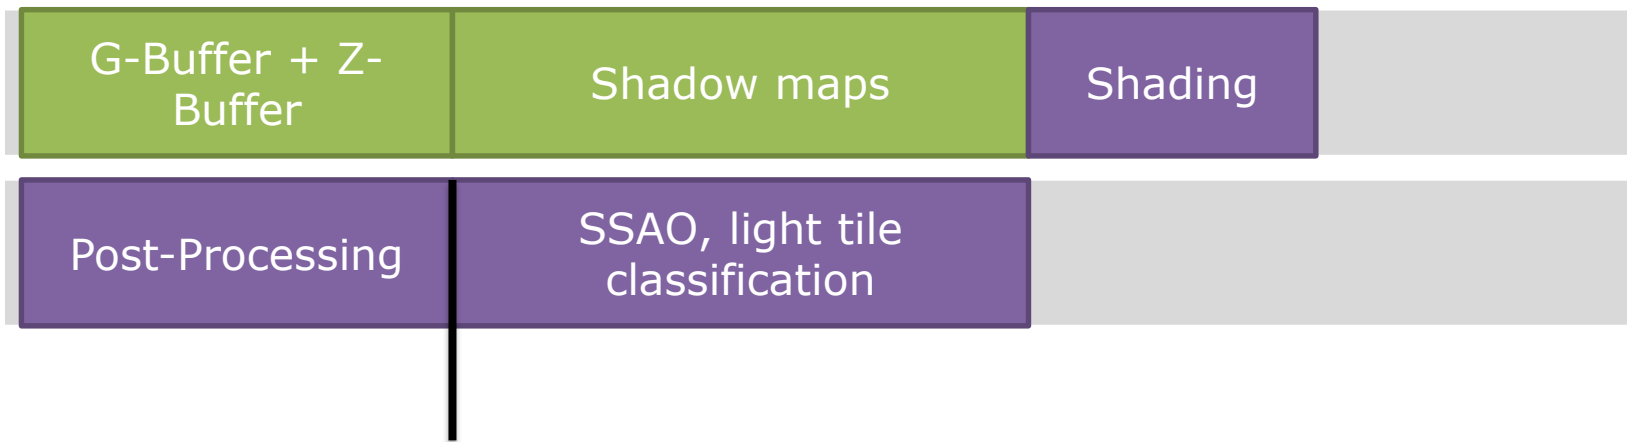 G-Buffer + Z-
Buffer
Shadow maps
Shading
Post-Processing
SSAO, light tile
classification